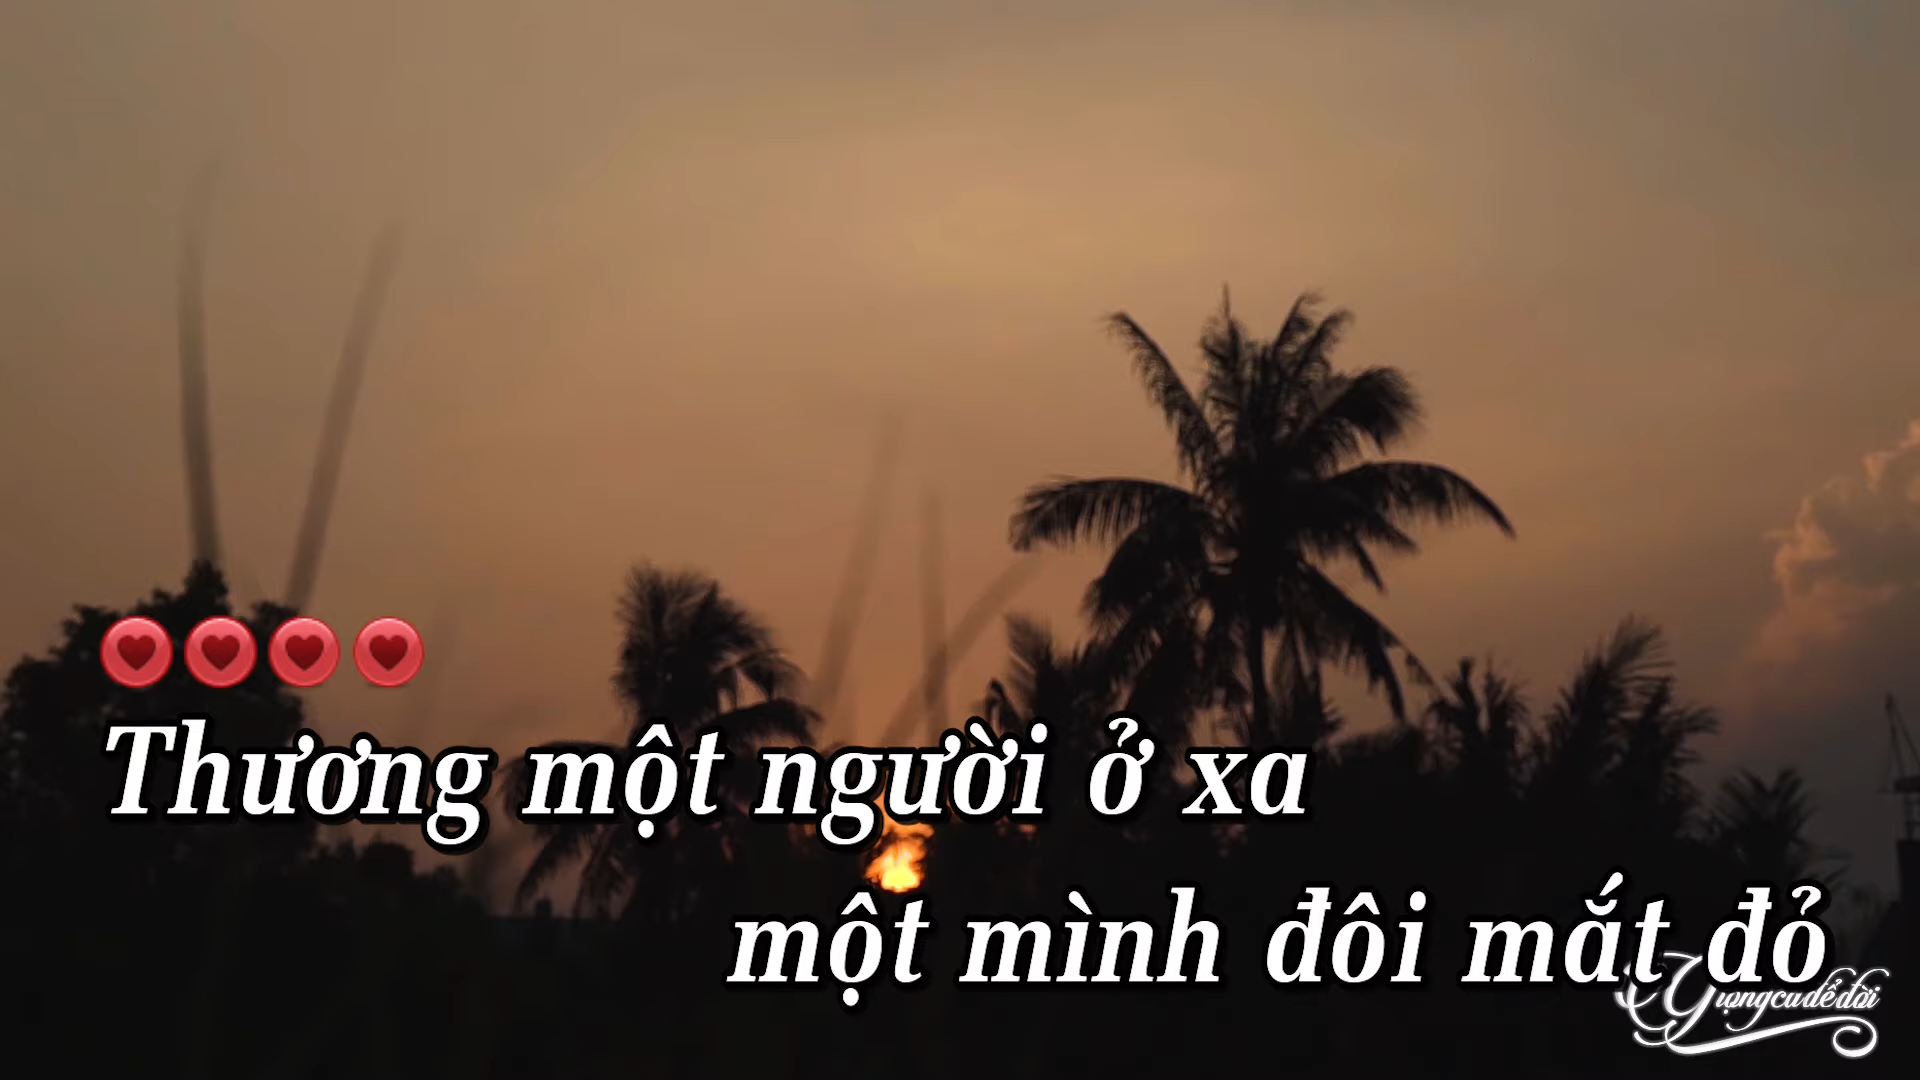 Thương một người ở xa
một mình đôi mắt đỏ